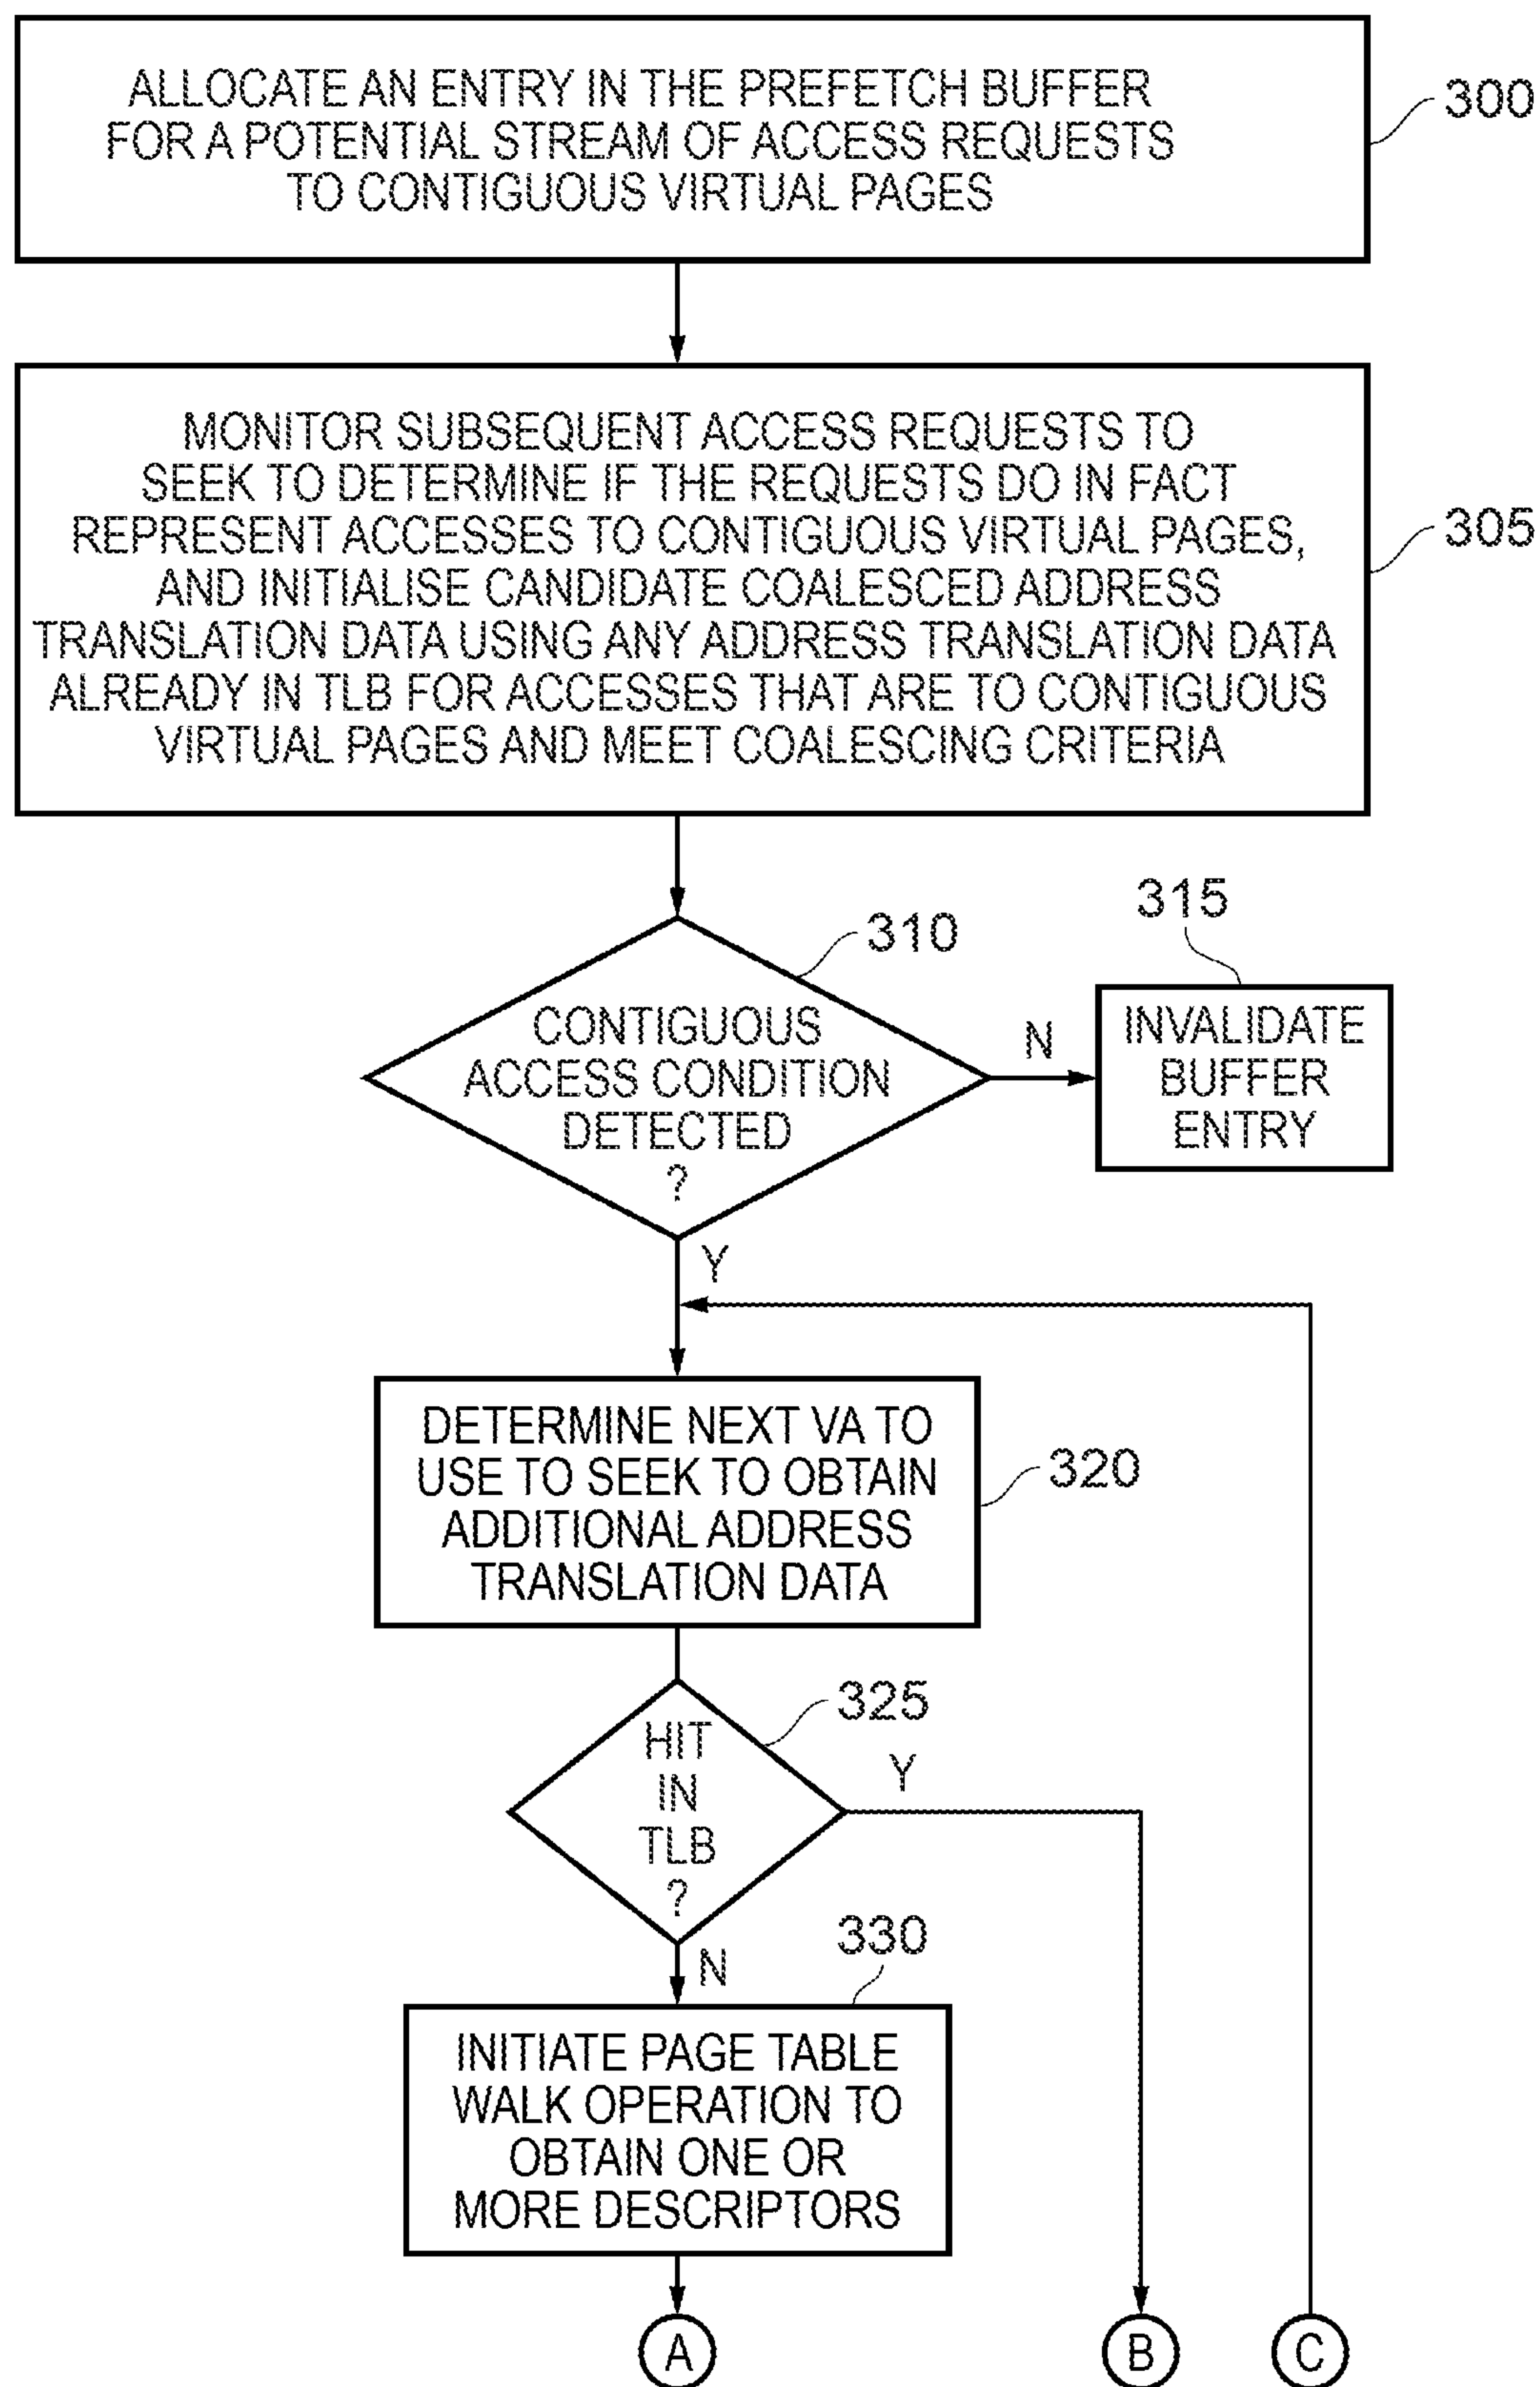 ALLOCATE AN ENTRY IN THE PREFETCH BUFFER
FOR A POTENTIAL STREAM OF ACCESS REQUESTS
TO CONTIGUOUS VIRTUAL PAGES
300
MONITOR SUBSEQUENT ACCESS REQUESTS TO
SEEK TO DETERMINE IF THE REQUESTS DO IN FACT
REPRESENT ACCESSES TO CONTIGUOUS VIRTUAL PAGES,
AND INITIALISE CANDIDATE COALESCED ADDRESS
TRANSLATION DATA USING ANY ADDRESS TRANSLATION DATA
ALREADY IN TLB FOR ACCESSES THAT ARE TO CONTIGUOUS
VIRTUAL PAGES AND MEET COALESCING CRITERIA
305
310
CONTIGUOUS
ACCESS CONDITION
DETECTED
?
N
315
INVALIDATE
BUFFER
ENTRY
Y
DETERMINE NEXT VA TO
USE TO SEEK TO OBTAIN
ADDITIONAL ADDRESS
TRANSLATION DATA
320
325
HIT
IN
TLB
?
Y
N
330
INITIATE PAGE TABLE
WALK OPERATION TO
OBTAIN ONE OR
MORE DESCRIPTORS
A
B
C